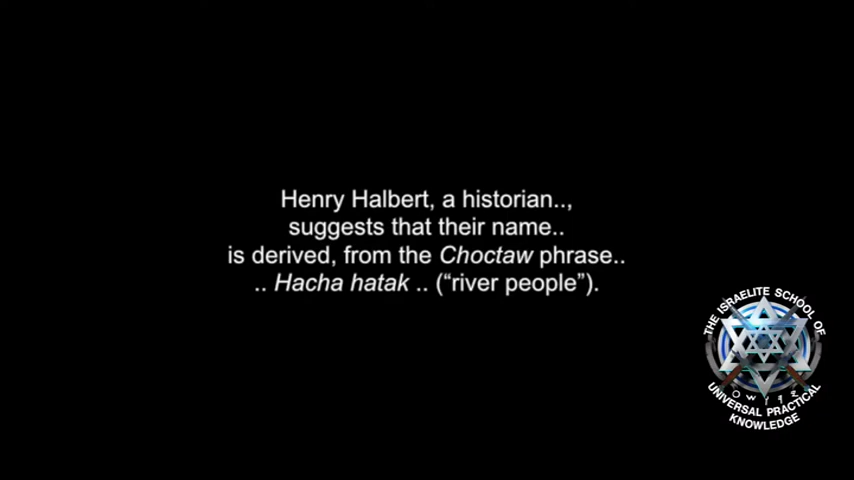 Henry Halbert, a historian..,
suggests that their name..
is derived, from the Choctaw phrase..
.. Hacha hatak .. (“river people”).
THE ISRAELITE SCHOOL OF
UNIVERSAL PRACTICAL
KNOWLEDGE